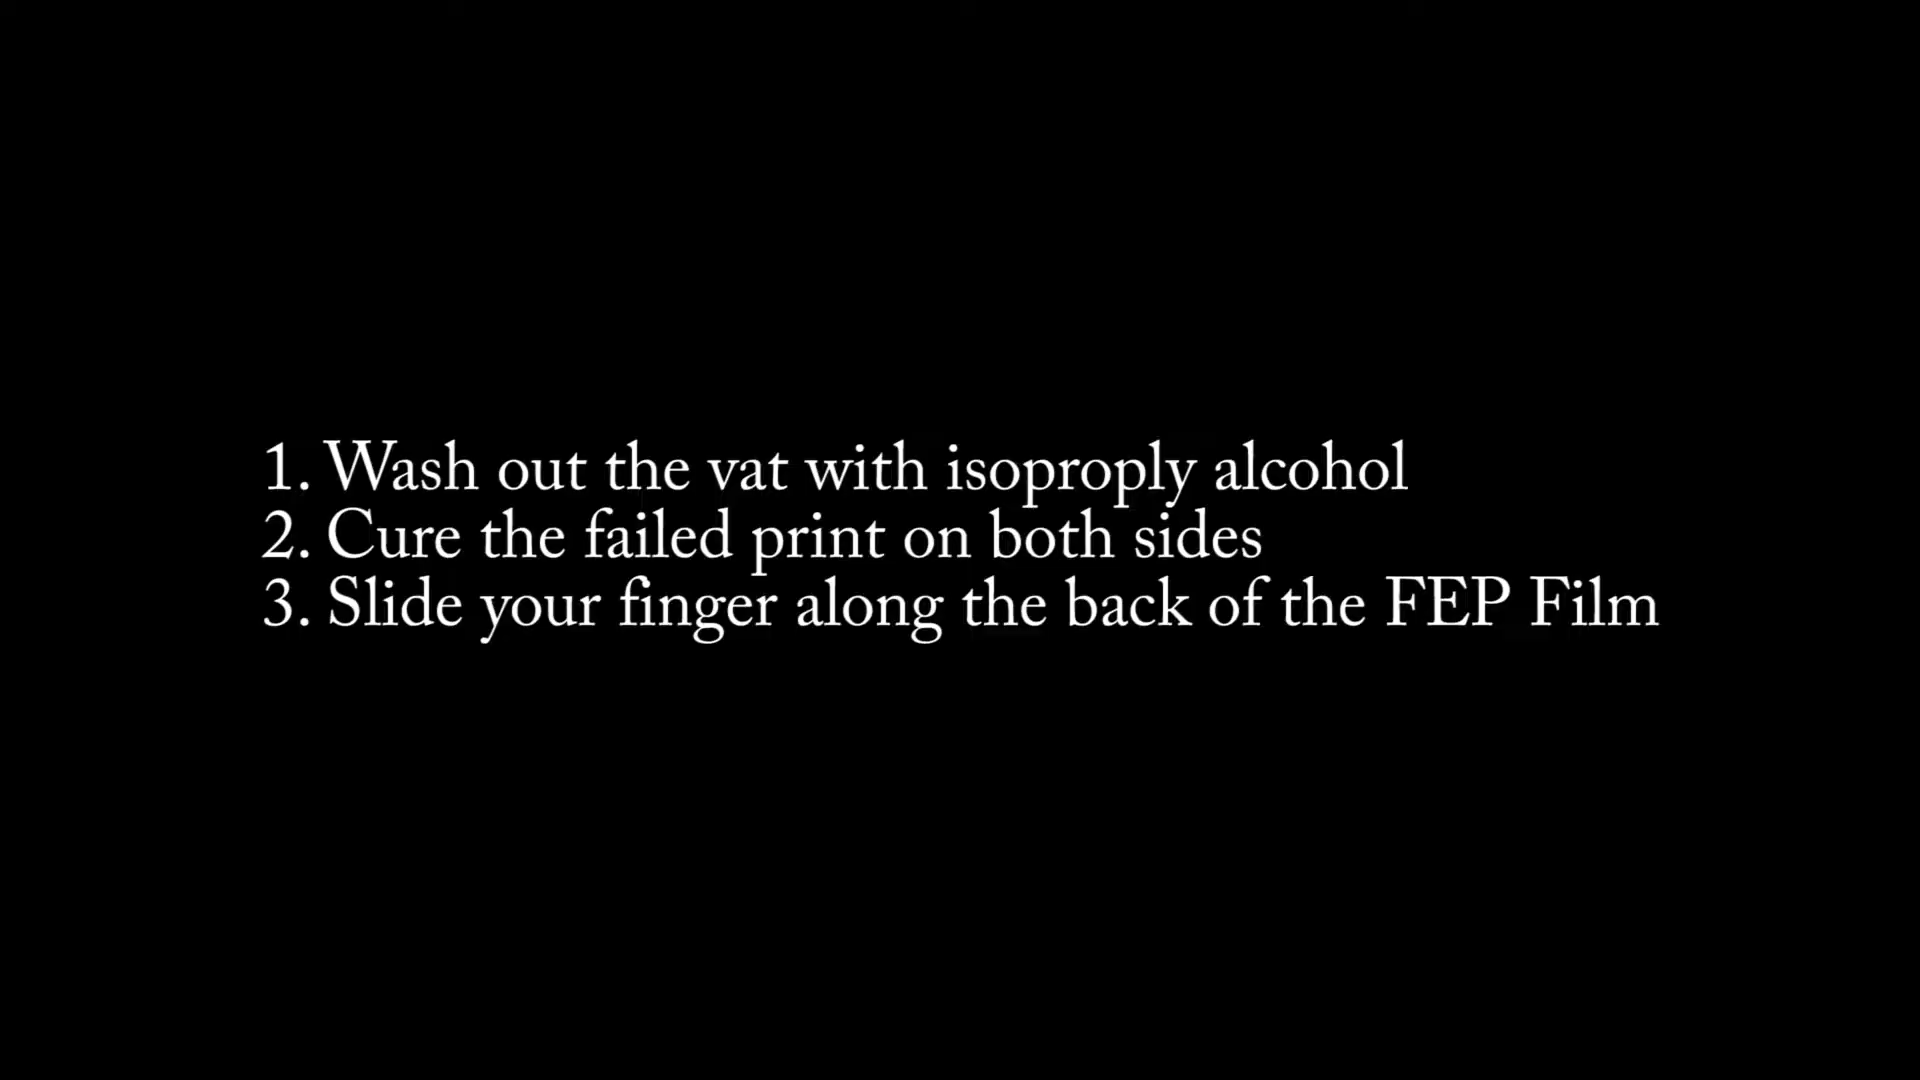 1. Wash out the vat with isoproply alcohol
2. Cure the failed print on both sides
3. Slide your finger along the back of the FEP Film